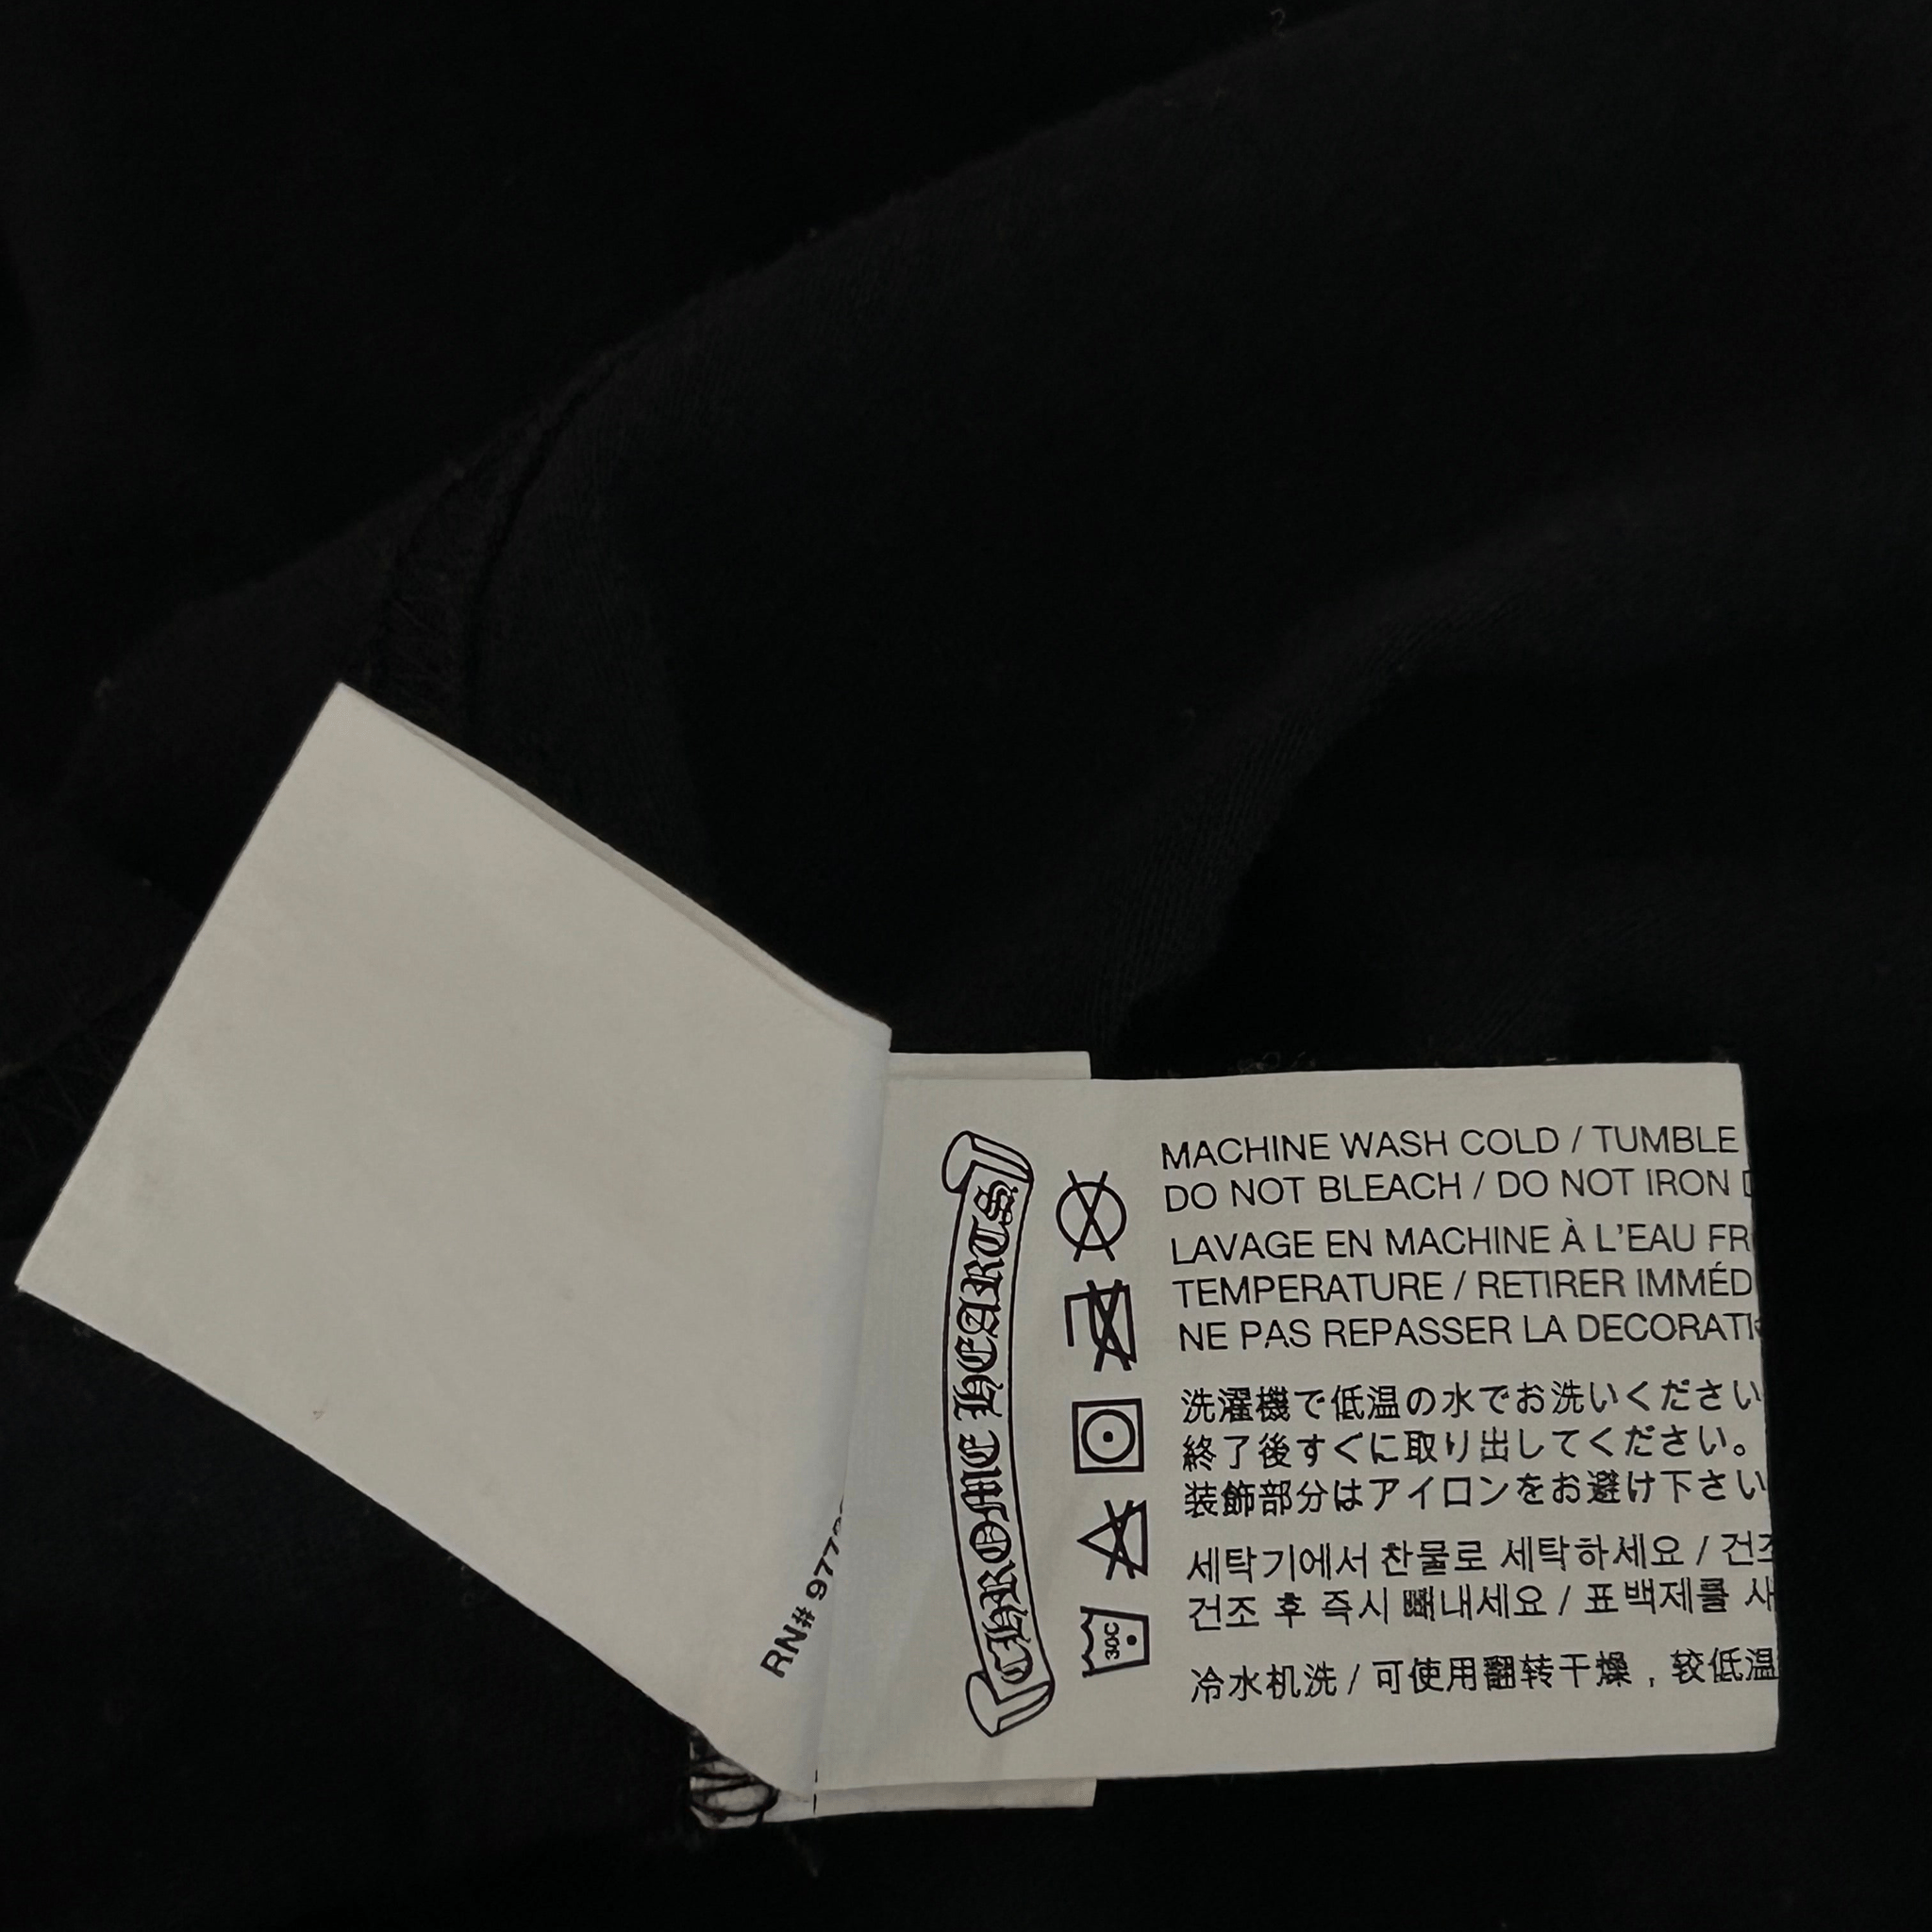 CHROME HEARTS
MACHINE WASH COLD / TUMBLE
DO NOT BLEACH / DO NOT IRON
LAVAGE EN MACHINE À L'EAU FR
TEMPERATURE / RETIRER IMMÉD
NE PAS REPASSER LA DECORATI
洗濯機で低温の水でお洗いください
終了後すぐに取り出してください。
装飾部分はアイロンをお避け下さい
세탁기에서 찬물로 세탁하세요 / 건조
건조 후 즉시 빼내세요 / 표백제를 사
冷水机洗 / 可使用翻转干燥，较低温
30C
RN# 977